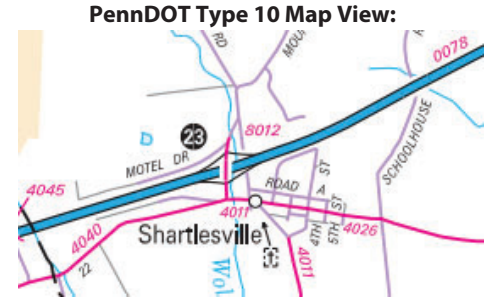 PennDOT Type 10 Map View:
RD
MOU
0078
8012
23
D
MOTEL DR
SCHOOLHOUSE
4045
ROAD
ST
A
4011
4TH
5TH ST
4026
Shartlesville
4040
22
Wol
4011